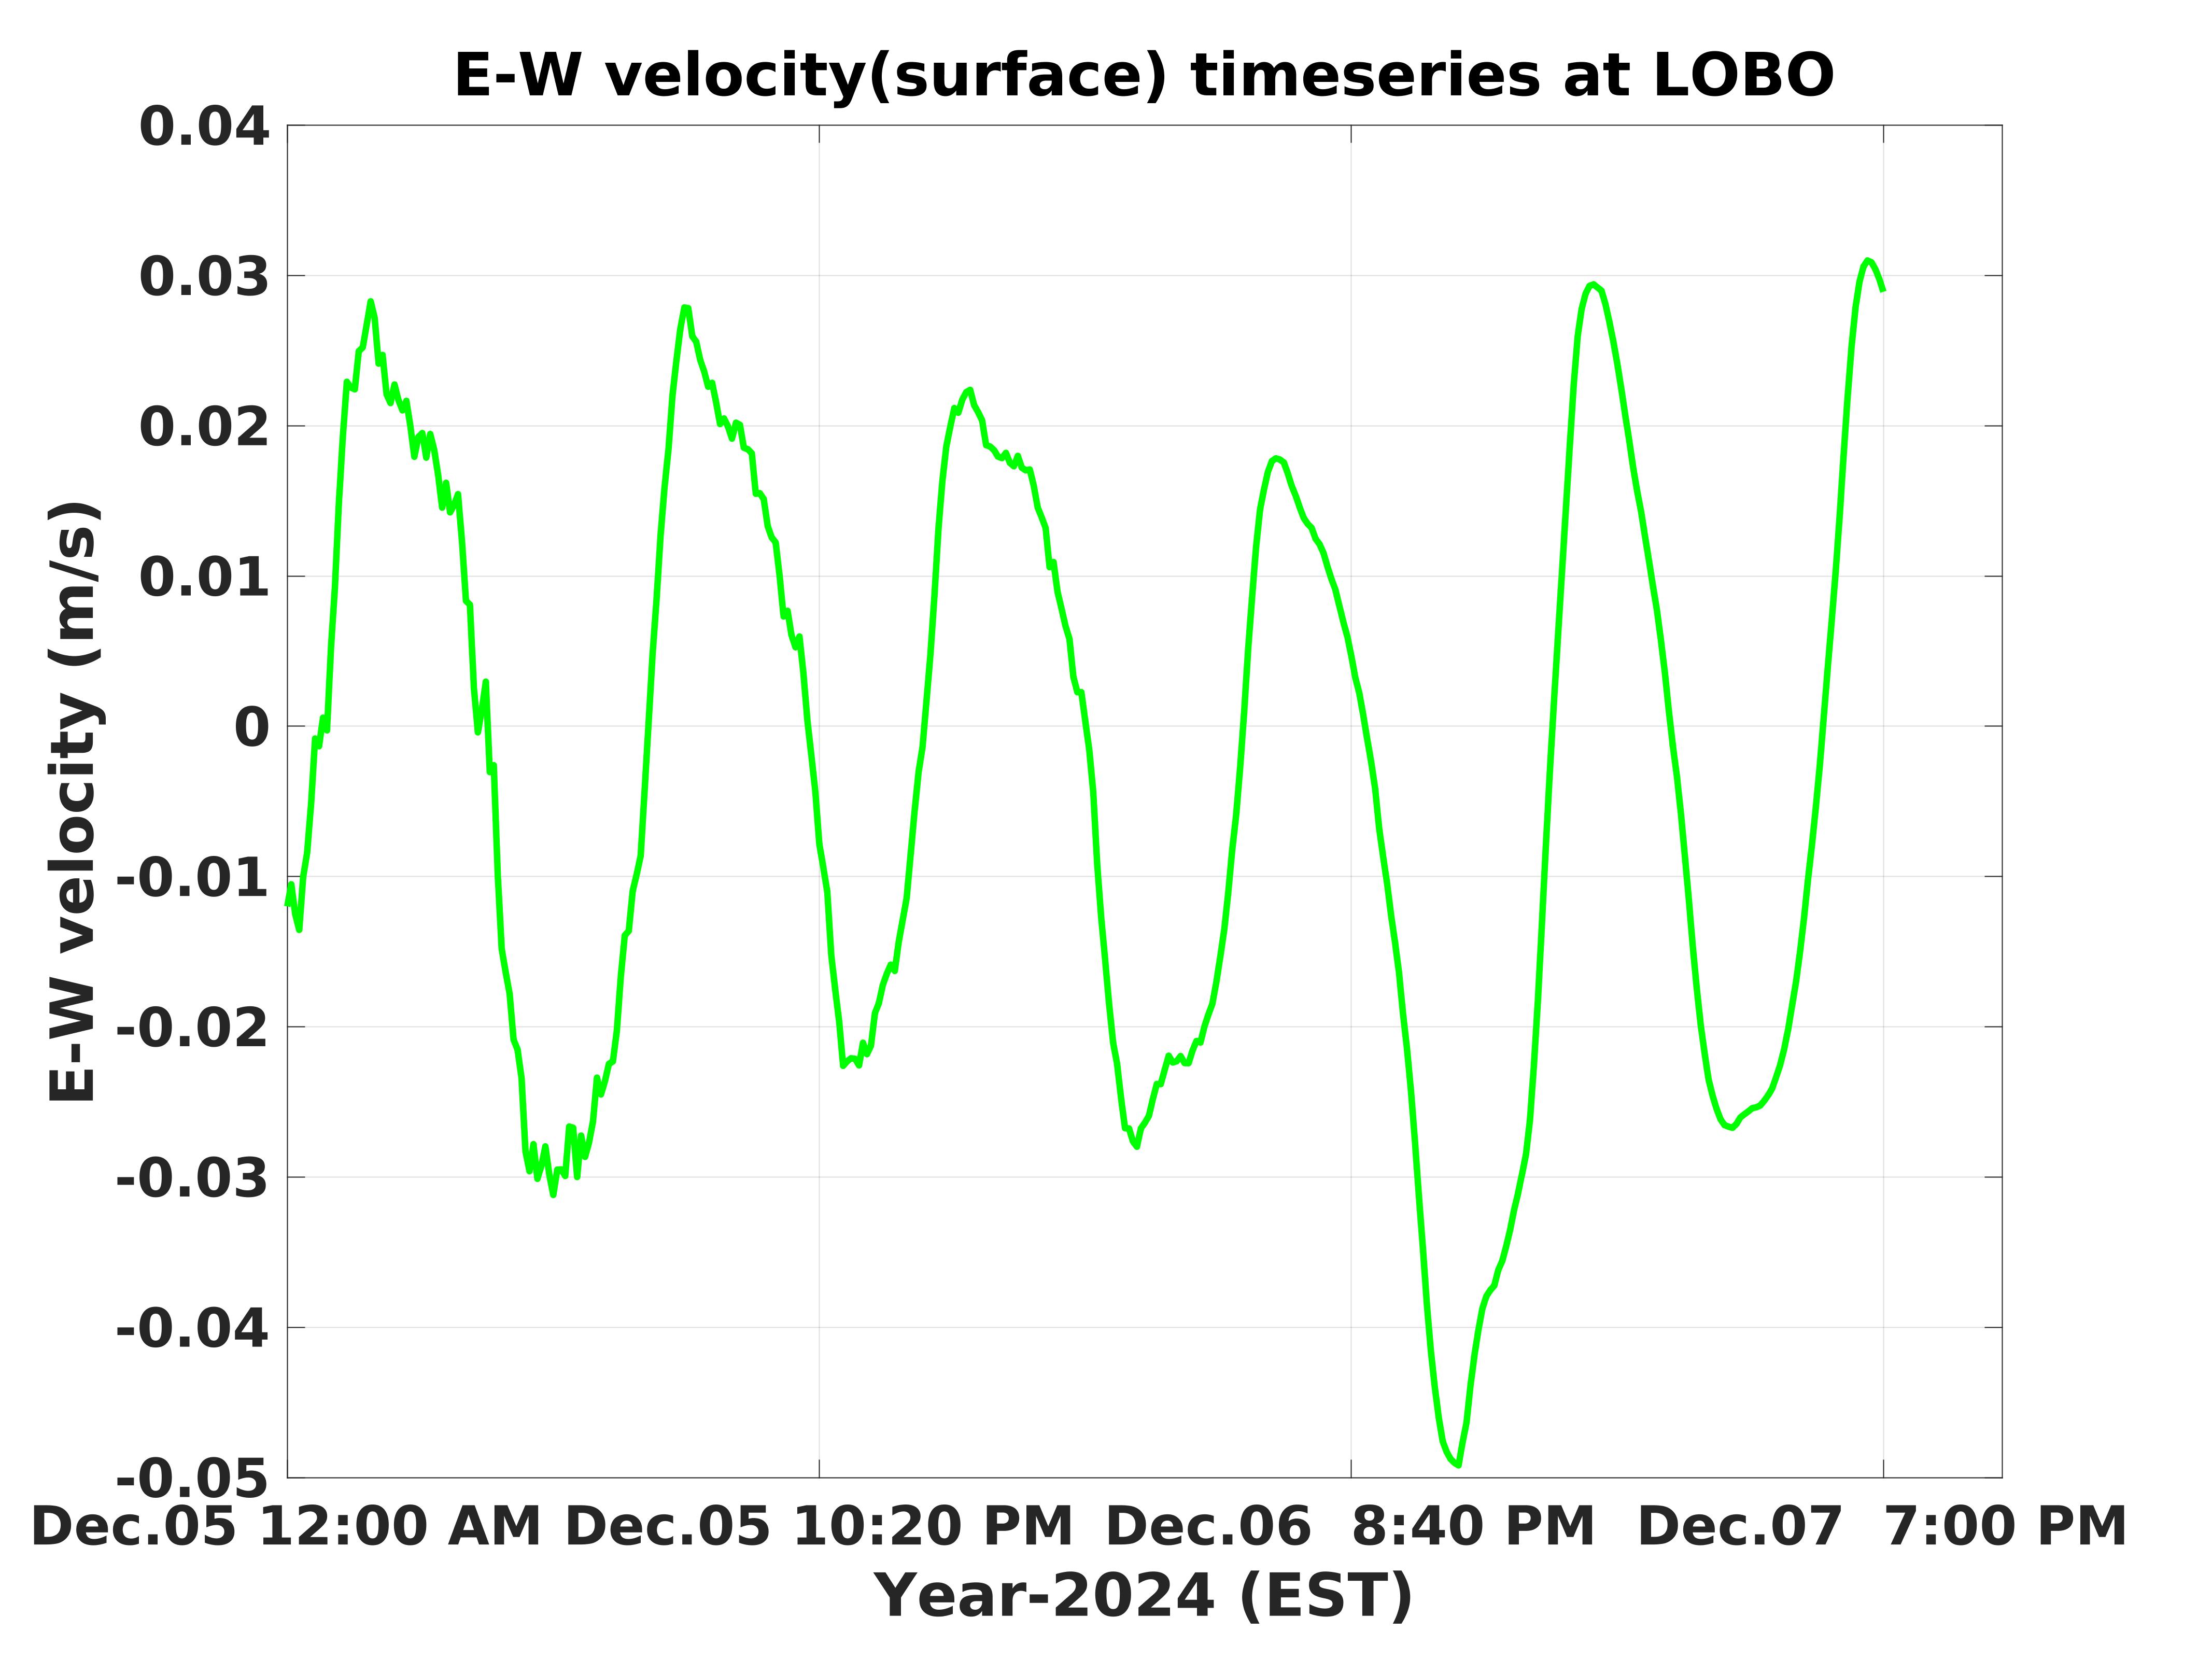 E-W velocity(surface) timeseries at LOBO
0.04
0.03
0.02
0.01
0
-0.01
-0.02
-0.03
-0.04
-0.05
E-W velocity (m/s)
Dec.05 12:00 AM Dec.05 10:20 PM Dec.06 8:40 PM Dec.07 7:00 PM
Year-2024 (EST)